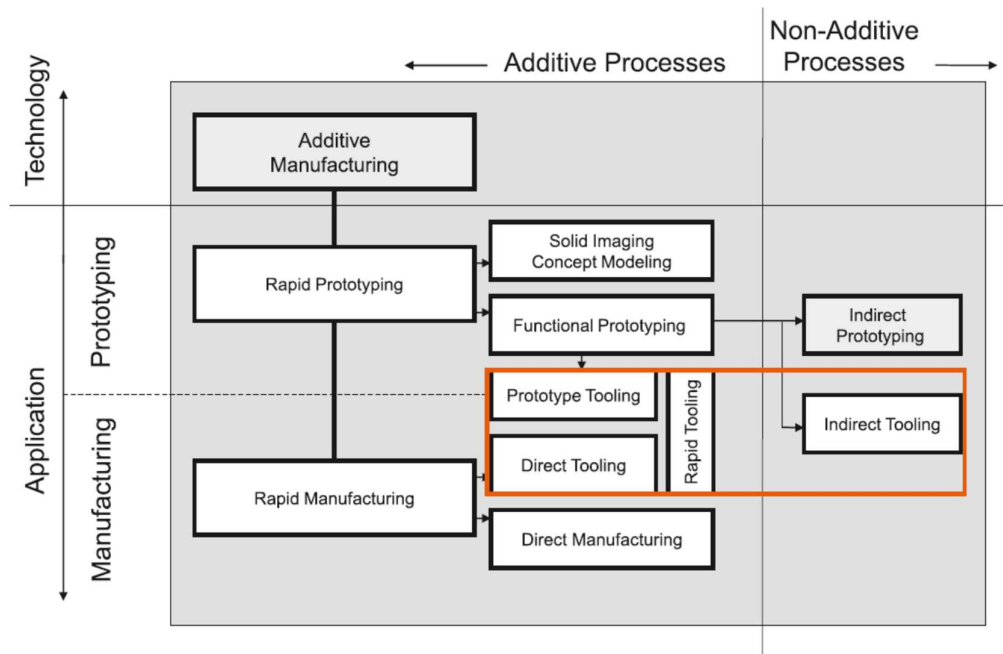 Non-Additive
Additive Processes
Processes
Technology
Additive
Manufacturing
Application
Prototyping
Rapid Prototyping
Solid Imaging
Concept Modeling
Functional Prototyping
Indirect
Prototyping
Prototype Tooling
Rapid Tooling
Indirect Tooling
Direct Tooling
Manufacturing
Rapid Manufacturing
Direct Manufacturing